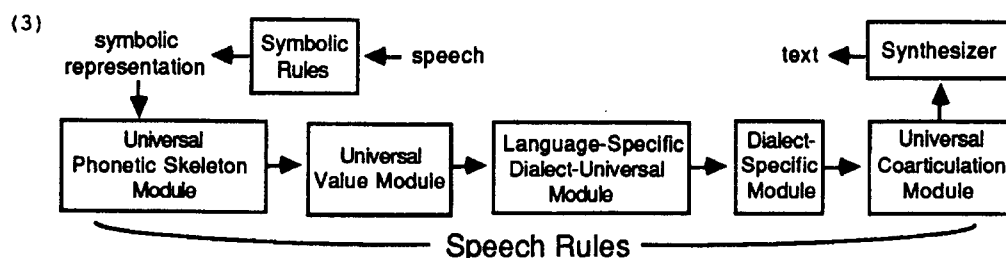 (3)
symbolic
representation
Symbolic
Rules
speech
text
Synthesizer
Universal
Phonetic Skeleton
Module
Universal
Value Module
Language-Specific
Dialect-Universal
Module
Dialect-
Specific
Module
Universal
Coarticulation
Module
Speech Rules